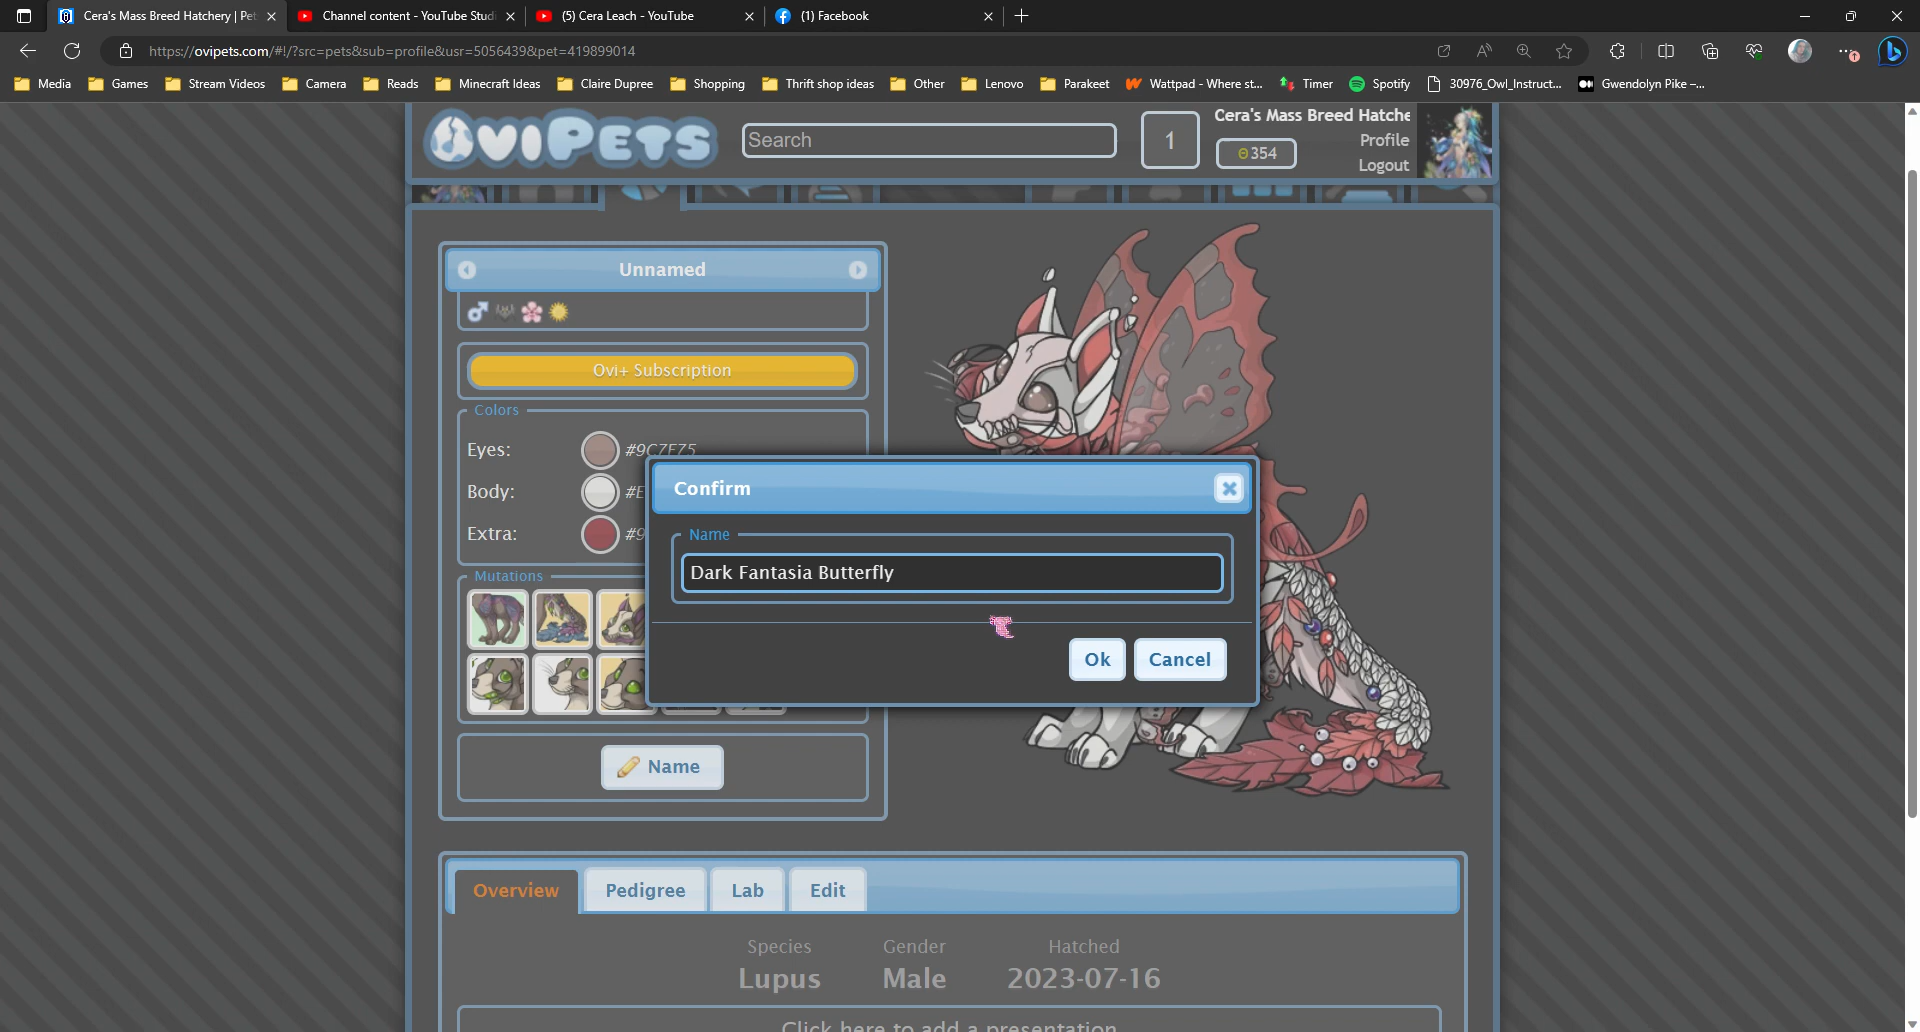 Cera's Mass Breed Hatchery | Pet
Channel content - YouTube Studi
(5) Cera Leach - YouTube
(1) Facebook
https://ovipets.com/#!/?src=pets&sub=profile&usr=5056439&pet=419899014
Media
Games
Stream Videos
Camera
Reads
Minecraft Ideas
Claire Dupree
Shopping
Thrift shop ideas
Other
Lenovo
Parakeet
Wattpad - Where st...
Timer
Spotify
30976_Owl_Instruct...
Gwendolyn Pike –...
OviPets
Search
1
Cera's Mass Breed Hatche
354
Profile
Logout
Unnamed
Ovi+ Subscription
Colors
Eyes:
#9C7F75
Body:
#E
Extra:
#9
Mutations
Confirm
Name
Dark Fantasia Butterfly
Ok
Cancel
Name
Overview
Pedigree
Lab
Edit
Species
Gender
Hatched
Lupus
Male
2023-07-16
Click here to add a presentation